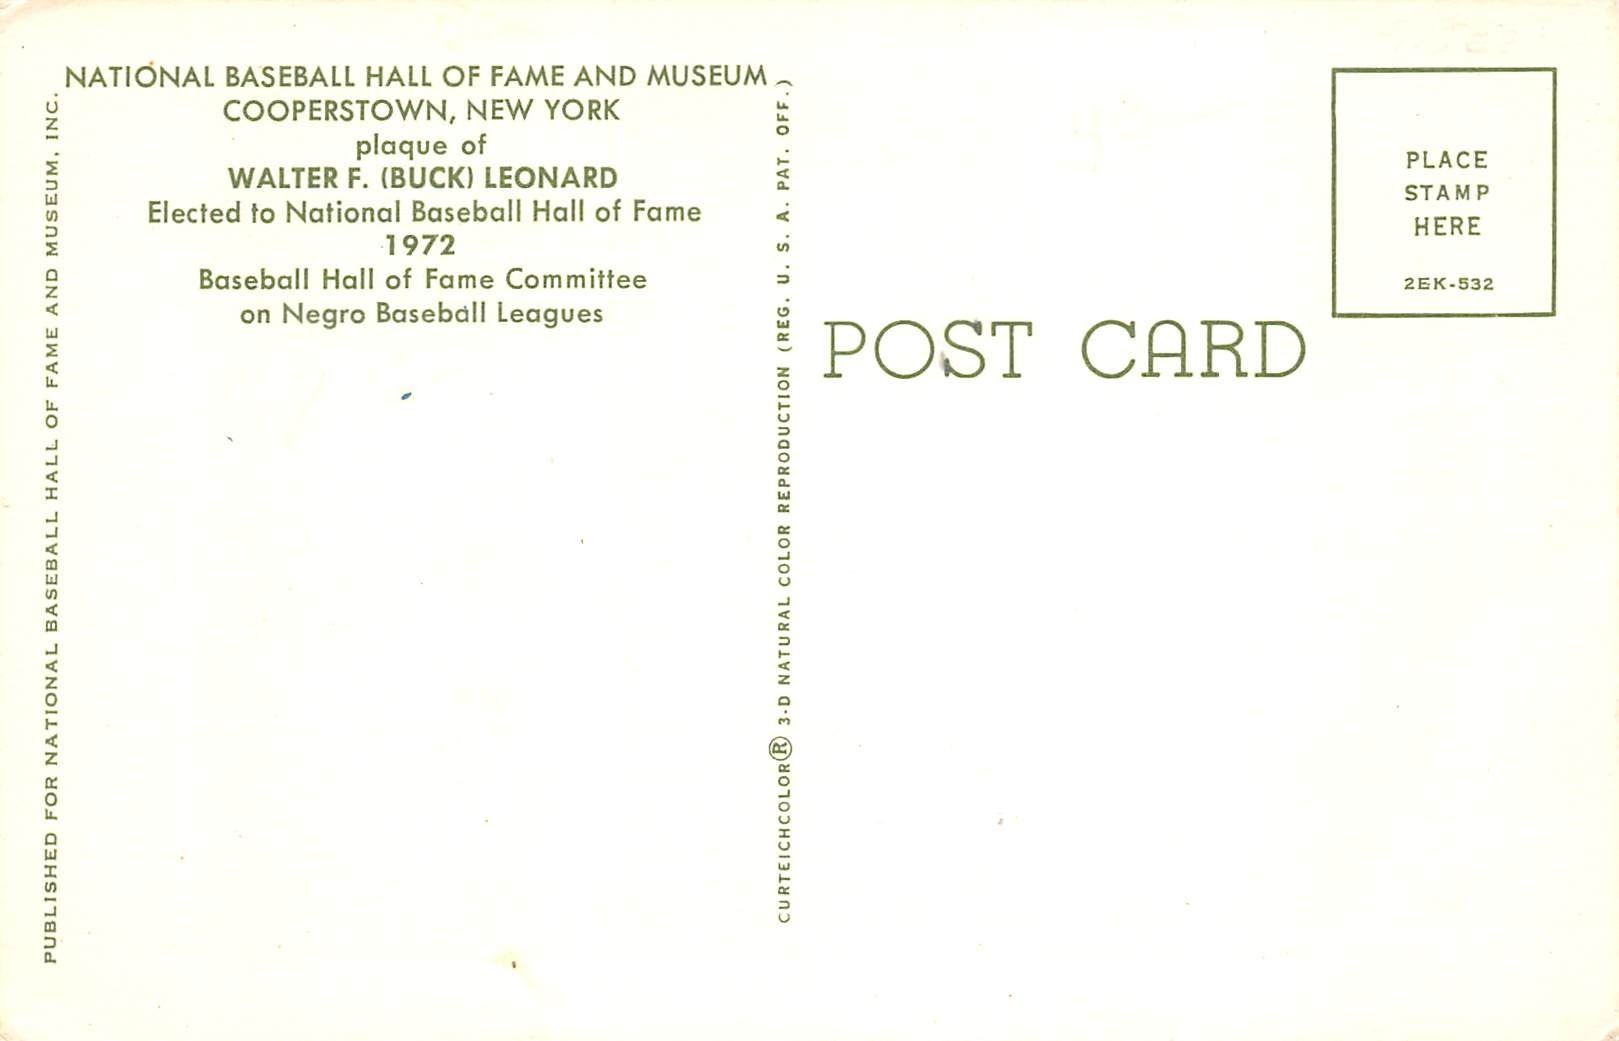 NATIONAL BASEBALL HALL OF FAME AND MUSEUM
COOPERSTOWN, NEW YORK
plaque of
WALTER F. (BUCK) LEONARD
Elected to National Baseball Hall of Fame
1972
Baseball Hall of Fame Committee
on Negro Baseball Leagues
PUBLISHED FOR NATIONAL BASEBALL HALL OF FAME AND MUSEUM, INC.
CURTEICHCOLOR® 3-D NATURAL COLOR REPRODUCTION (REG. U. S. A. PAT. OFF.)
POST CARD
PLACE
STAMP
HERE
2EK-532